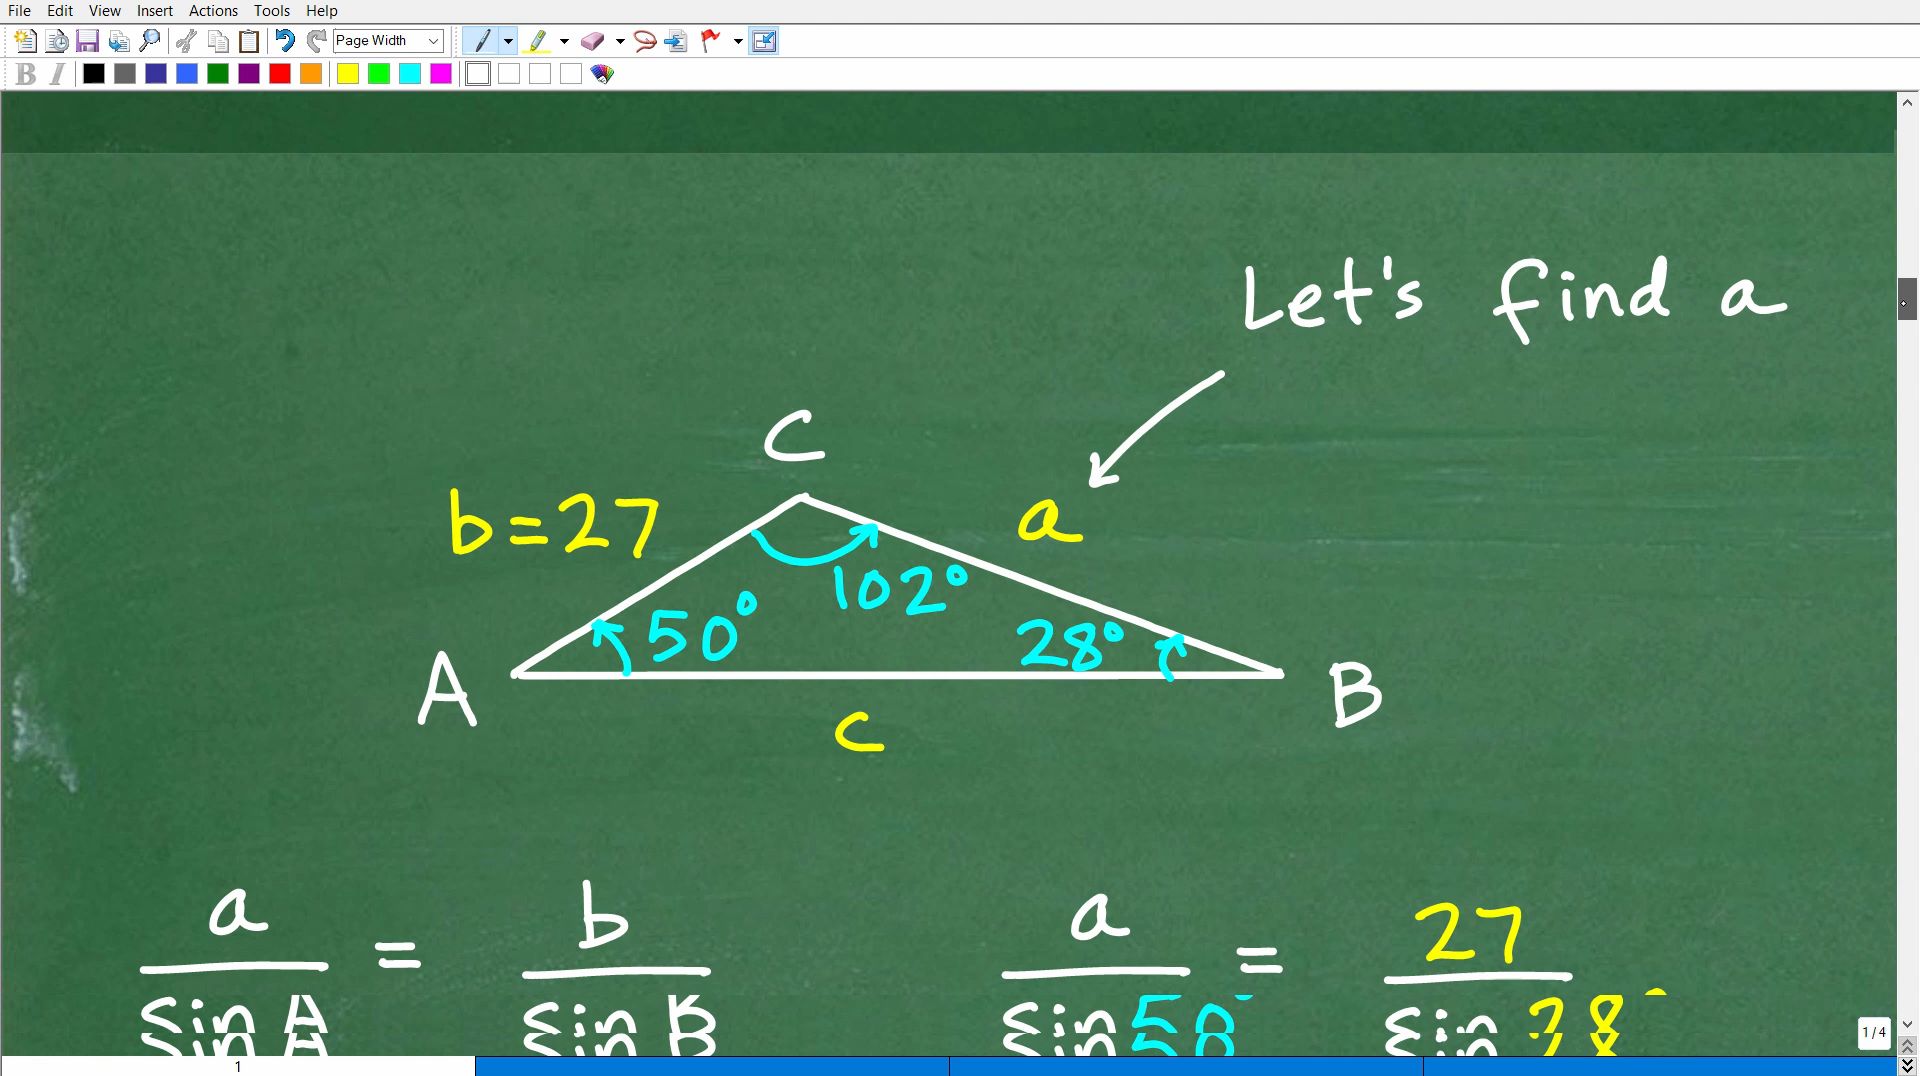 File Edit View Insert Actions Tools Help
Page Width
B I
Let's find a
C
b=27 a
102°
50° 28°
A B
c
a = b a = 27
sin A sin B sin 50° sin 28°
1/4
1